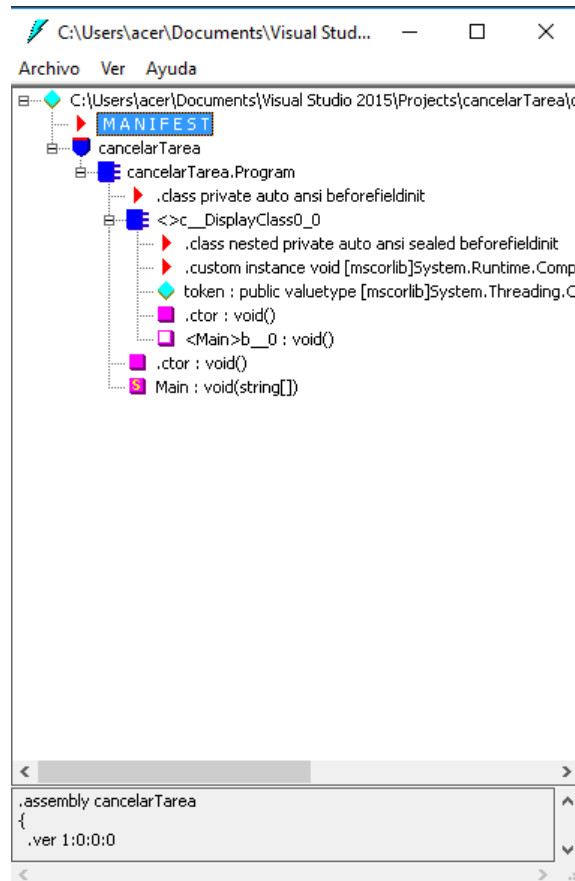 C:\Users\acer\Documents\Visual Stud...
Archivo Ver Ayuda
C:\Users\acer\Documents\Visual Studio 2015\Projects\cancelarTarea\c
M A N I F E S T
cancelarTarea
cancelarTarea.Program
.class private auto ansi beforefieldinit
<>c__DisplayClass0_0
.class nested private auto ansi sealed beforefieldinit
.custom instance void [mscorlib]System.Runtime.Comp
token : public valuetype [mscorlib]System.Threading.C
.ctor : void()
<Main>b__0 : void()
.ctor : void()
S Main : void(string[])
.assembly cancelarTarea
{
.ver 1:0:0:0